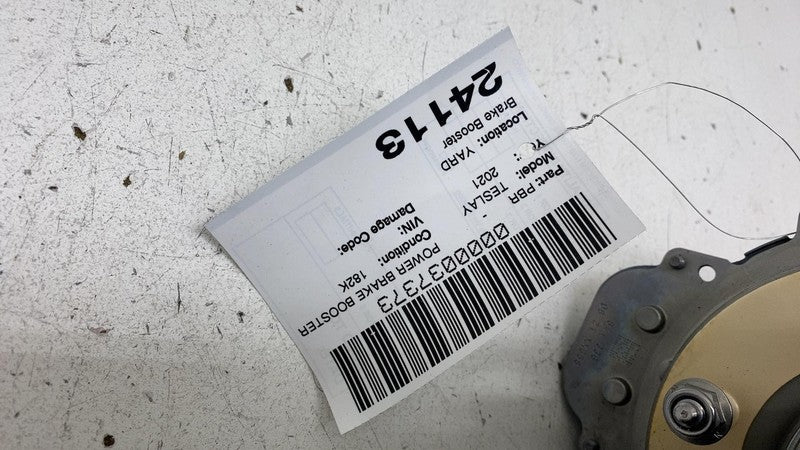 0000037373
Part: PBR
POWER BRAKE BOOSTER
Model: TESLAY
-
Condition: 182K
2021
VIN:
Damage Code:
Location: YARD
Brake Booster
24113